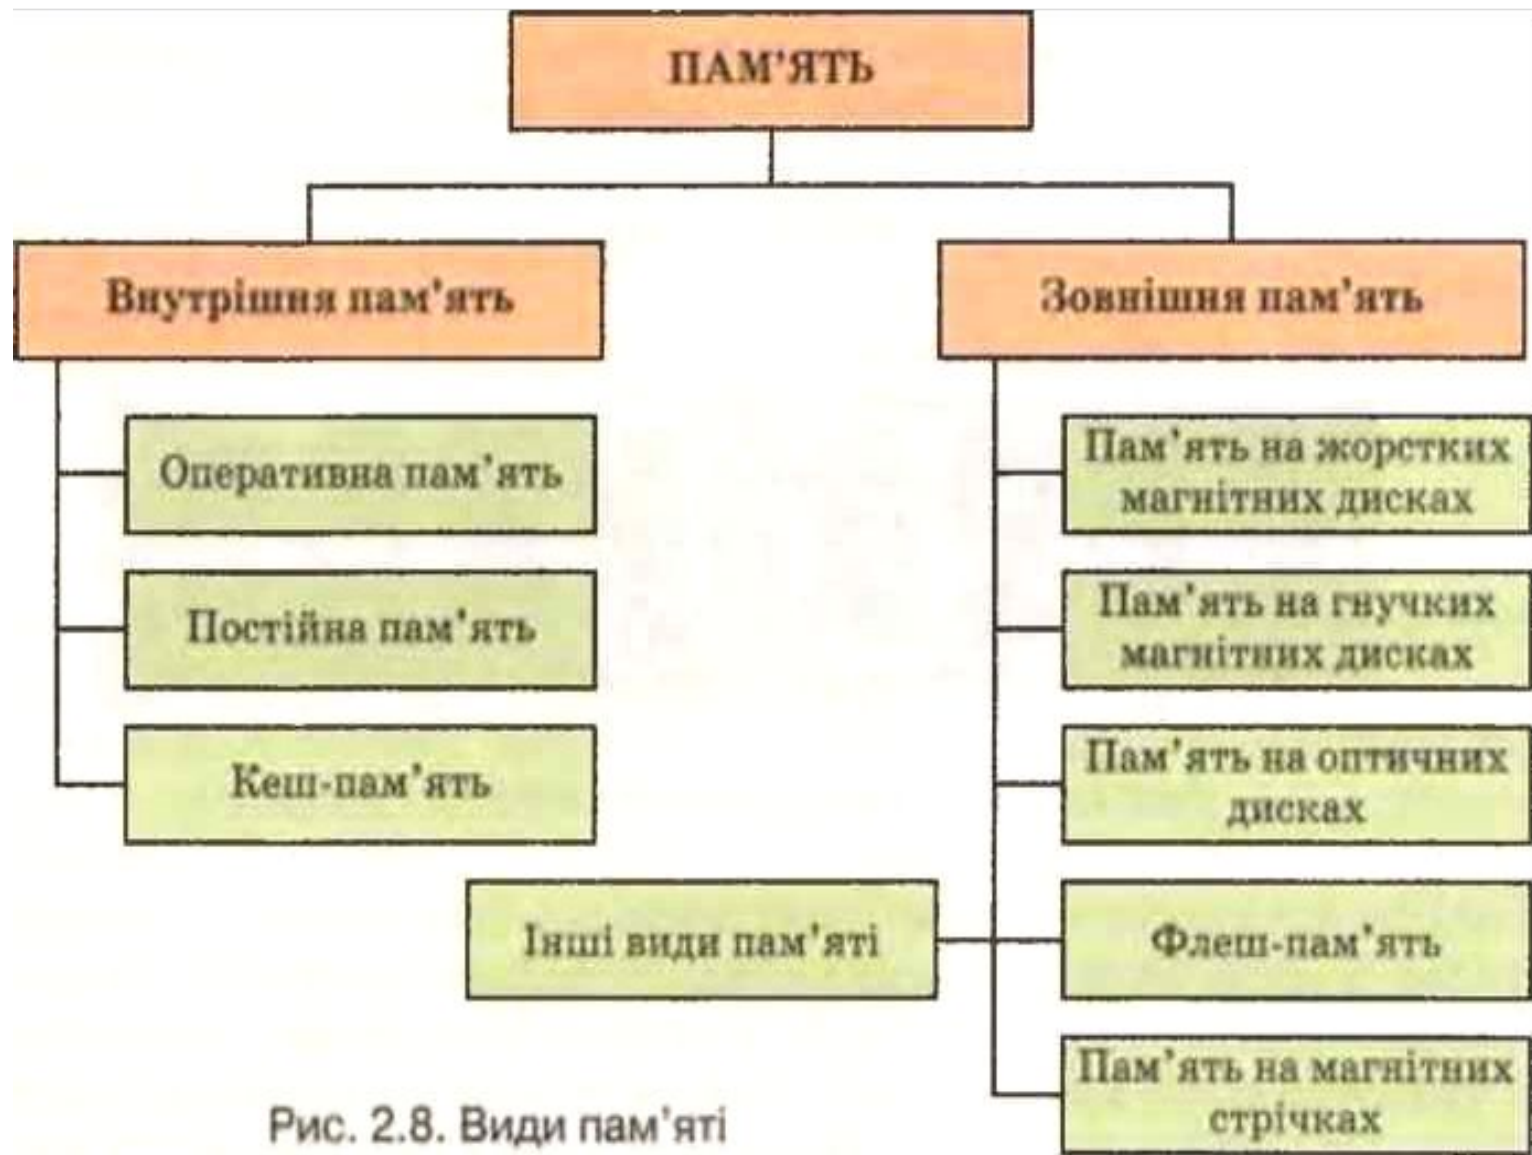 ПАМ’ЯТЬ
Внутрішня пам’ять
Зовнішня пам’ять
Оперативна пам’ять
Постійна пам’ять
Кеш-пам’ять
Пам’ять на жорстких
магнітних дисках
Пам’ять на гнучких
магнітних дисках
Пам’ять на оптичних
дисках
Інші види пам’яті
Флеш-пам’ять
Пам’ять на магнітних
стрічках
Рис. 2.8. Види пам’яті